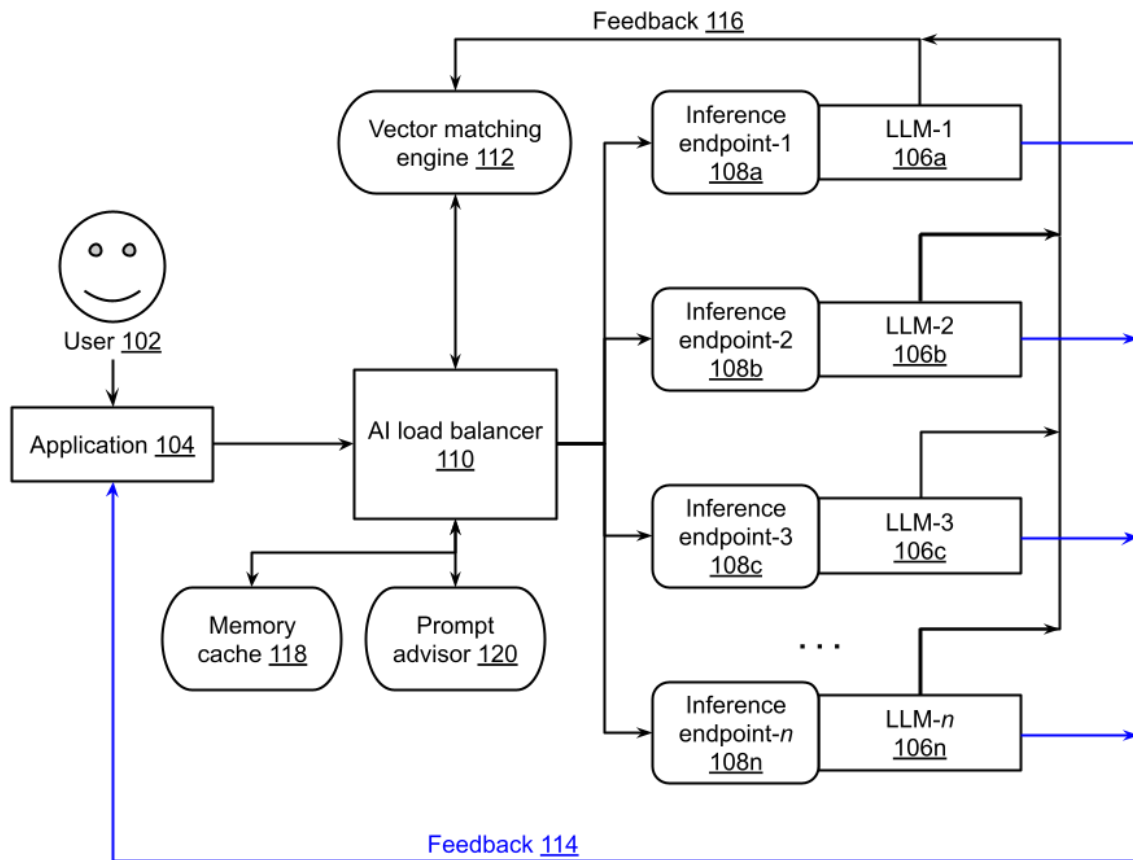 Feedback 116
Vector matching
engine 112
Inference
endpoint-1
108a
LLM-1
106a
User 102
Inference
endpoint-2
108b
LLM-2
106b
Application 104
AI load balancer
110
Inference
endpoint-3
108c
LLM-3
106c
Memory
cache 118
Prompt
advisor 120
...
Inference
endpoint-n
108n
LLM-n
106n
Feedback 114